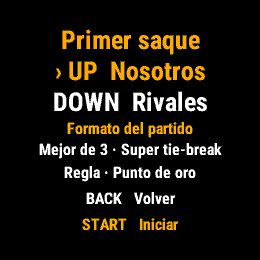 Primer saque
› UP Nosotros
DOWN Rivales
Formato del partido
Mejor de 3 · Super tie-break
Regla · Punto de oro
BACK Volver
START Iniciar